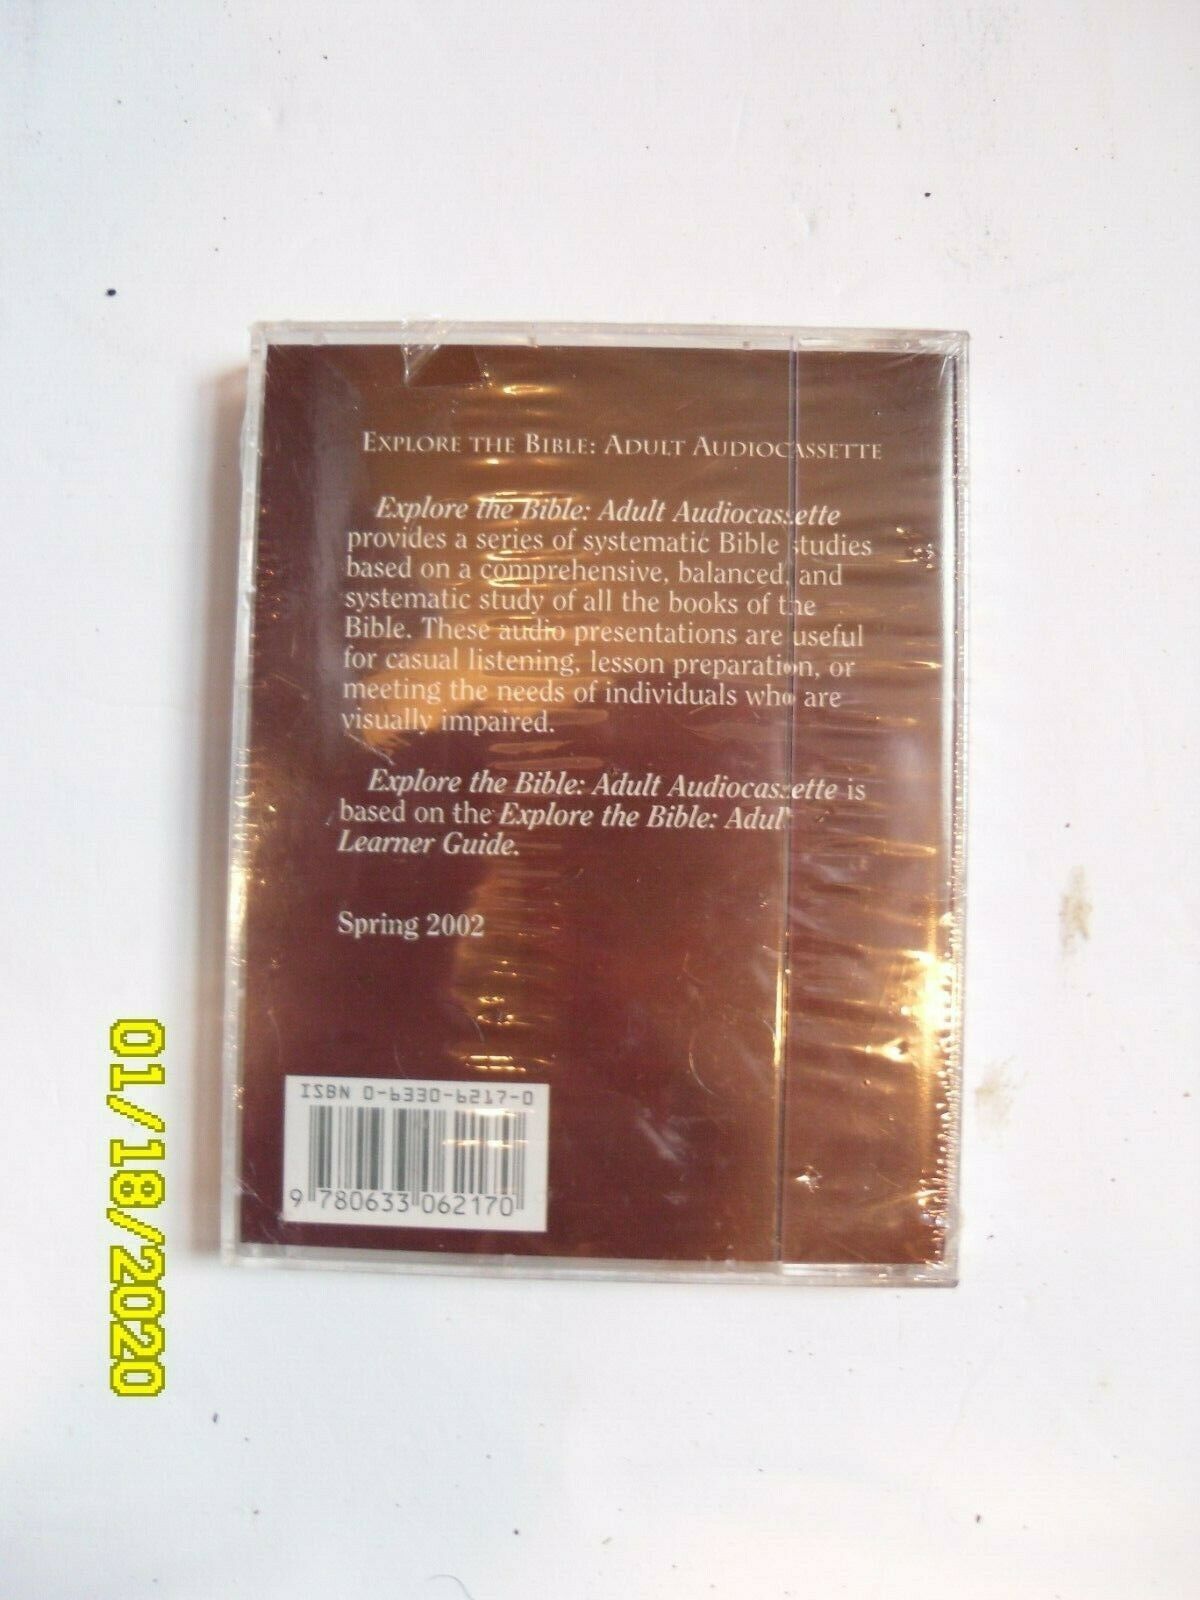 EXPLORE THE BIBLE: ADULT AUDIOCASSETTE
Explore the Bible: Adult Audiocassette
provides a series of systematic Bible studies
based on a comprehensive, balanced, and
systematic study of all the books of the
Bible. These audio presentations are useful
for casual listening, lesson preparation, or
meeting the needs of individuals who are
visually impaired.
Explore the Bible: Adult Audiocassette is
based on the Explore the Bible: Adult
Learner Guide.
Spring 2002
ISBN 0-6330-6217-0
9 780633 062170
01/18/2020